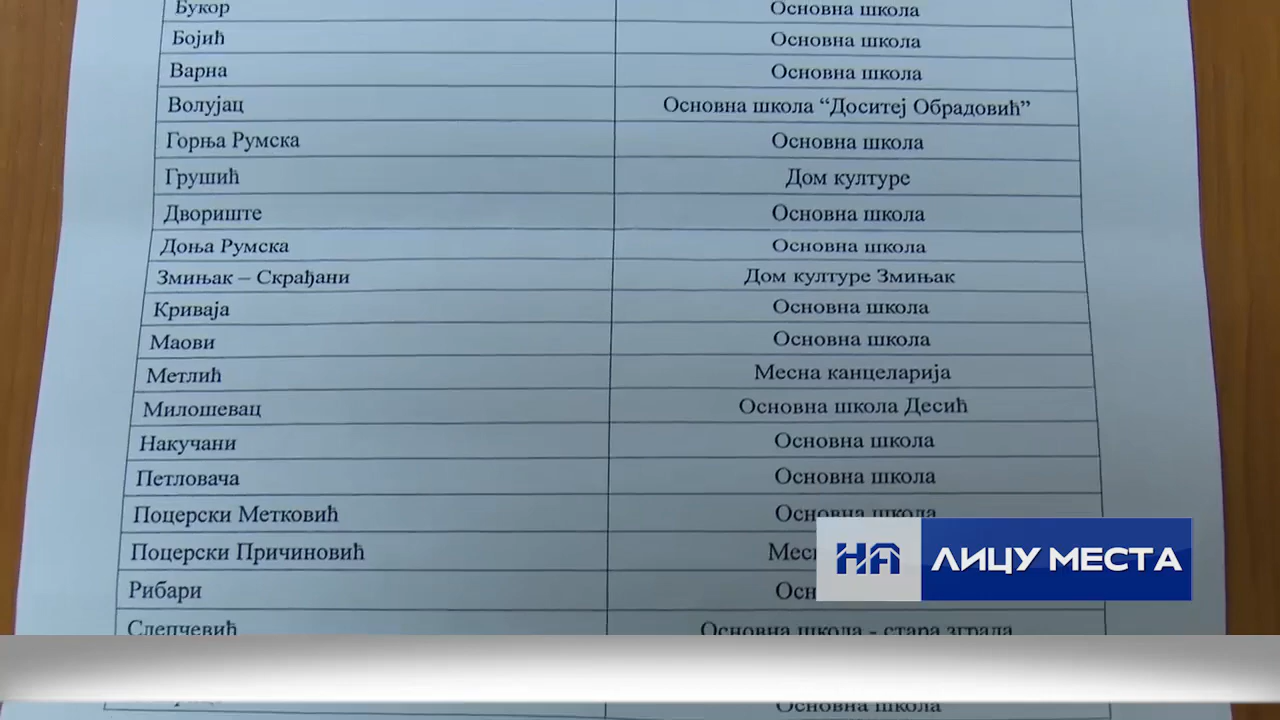 Букор Основна школа
Бојић Основна школа
Варна Основна школа
Волујац Основна школа “Доситеј Обрадовић”
Горња Румска Основна школа
Грушић Дом културе
Двориште Основна школа
Доња Румска Основна школа
Змињак – Скрађани Дом културе Змињак
Криваја Основна школа
Маови Основна школа
Метлић Месна канцеларија
Милошевац Основна школа Десић
Накучани Основна школа
Петловача Основна школа
Поцерски Метковић Основна школа
Поцерски Причиновић
Рибари
НА ЛИЦУ МЕСТА
Слепчевић Основна школа - стара зграда
Основна школа